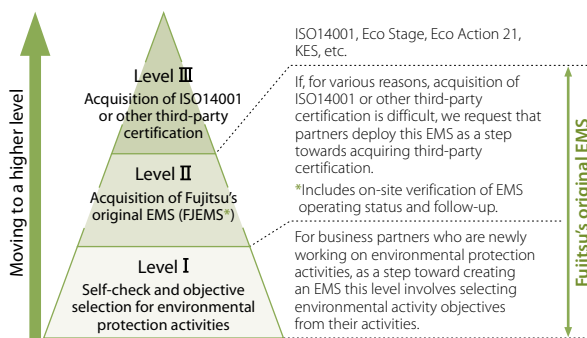 Moving to a higher level
Level Ⅲ
Acquisition of ISO14001
or other third-party
certification
Level Ⅱ
Acquisition of Fujitsu's
original EMS (FJEMS*)
Level Ⅰ
Self-check and objective
selection for environmental
protection activities
ISO14001, Eco Stage, Eco Action 21,
KES, etc.
If, for various reasons, acquisition of
ISO14001 or other third-party
certification is difficult, we request that
partners deploy this EMS as a step
towards acquiring third-party
certification.
*Includes on-site verification of EMS
operating status and follow-up.
For business partners who are newly
working on environmental protection
activities, as a step toward creating
an EMS this level involves selecting
environmental activity objectives
from their activities.
Fujitsu's original EMS